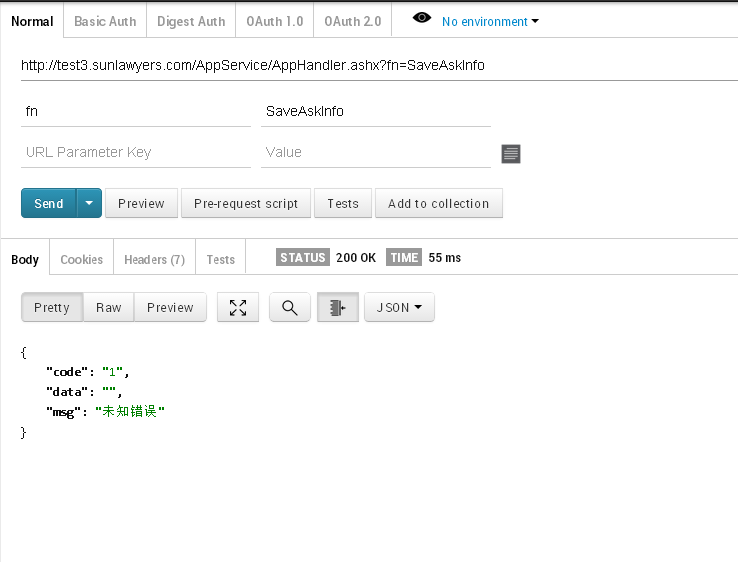 Normal Basic Auth Digest Auth OAuth 1.0 OAuth 2.0 No environment
http://test3.sunlawyers.com/AppService/AppHandler.ashx?fn=SaveAskInfo
fn SaveAskInfo
URL Parameter Key Value
Send Preview Pre-request script Tests Add to collection
Body Cookies Headers (7) Tests STATUS 200 OK TIME 55 ms
Pretty Raw Preview JSON
{
"code": "1",
"data": "",
"msg": "未知错误"
}